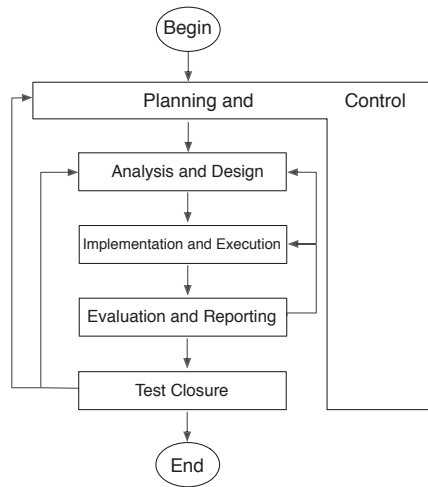 Begin
Planning and Control
Analysis and Design
Implementation and Execution
Evaluation and Reporting
Test Closure
End